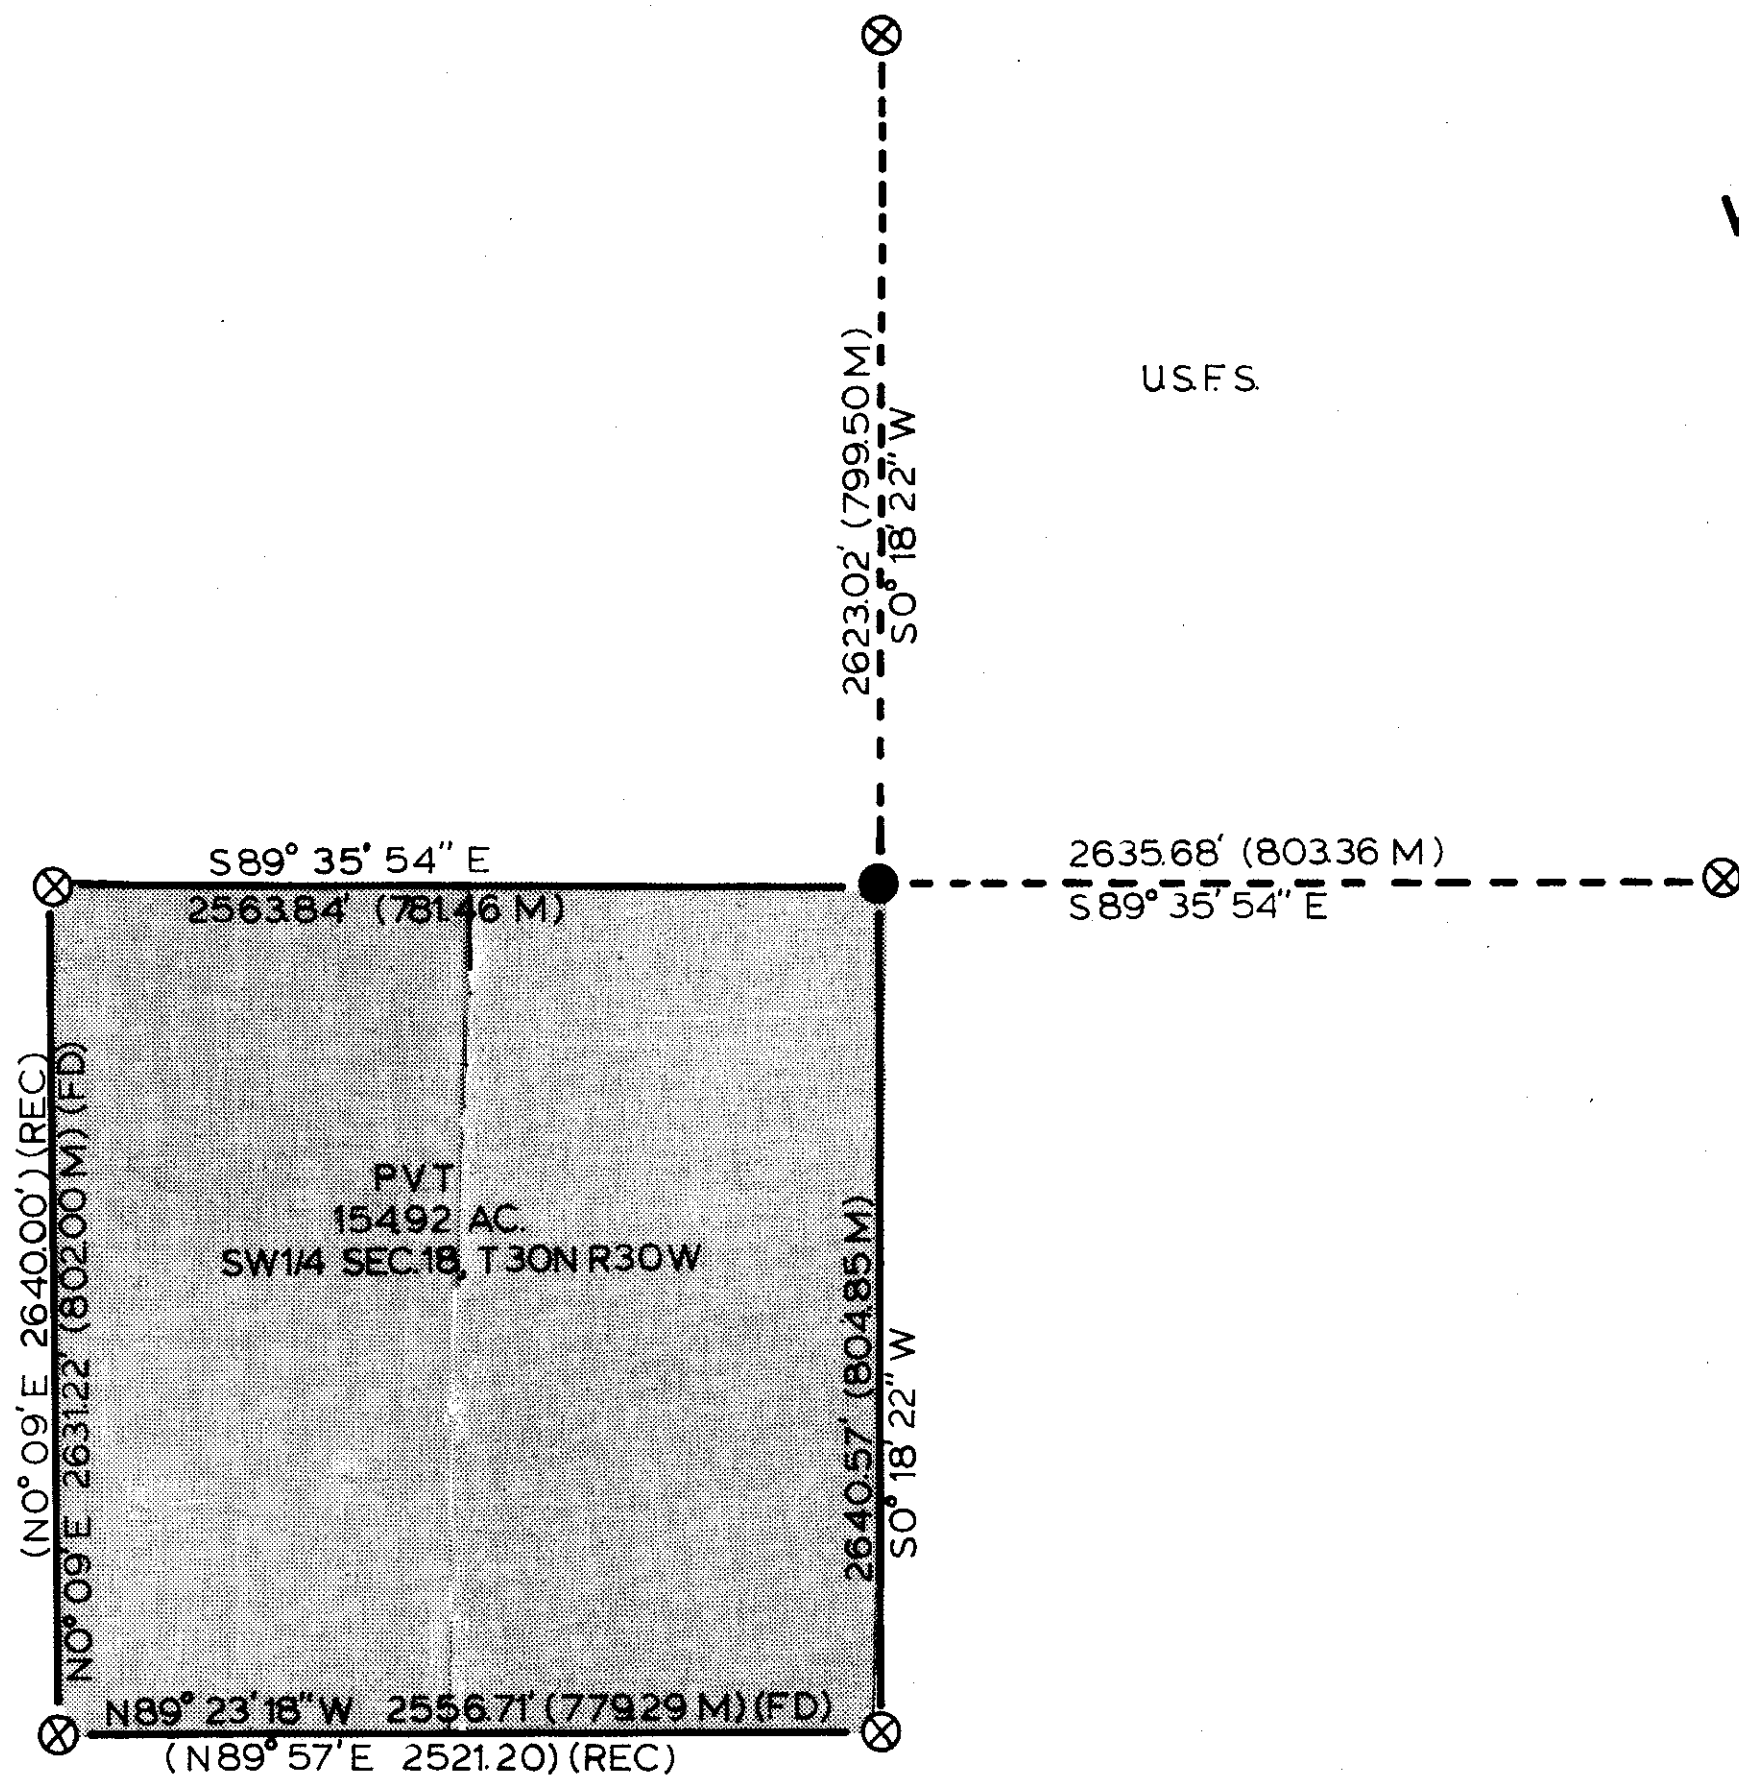 U.S.F.S.
2623.02' (799.50 M)
S0° 18' 22" W
S89° 35' 54" E
2563.84' (781.46 M)
2635.68' (803.36 M)
S89° 35' 54" E
(N0° 09' E 2640.00') (REC)
N0° 09' E 2631.22' (802.00 M) (FD)
PVT
154.92 AC.
SW1/4 SEC.18, T30N R30W
2640.57' (804.85 M)
S0° 18' 22" W
N89° 23' 18" W 2556.71' (779.29 M) (FD)
(N89° 57' E 2521.20) (REC)